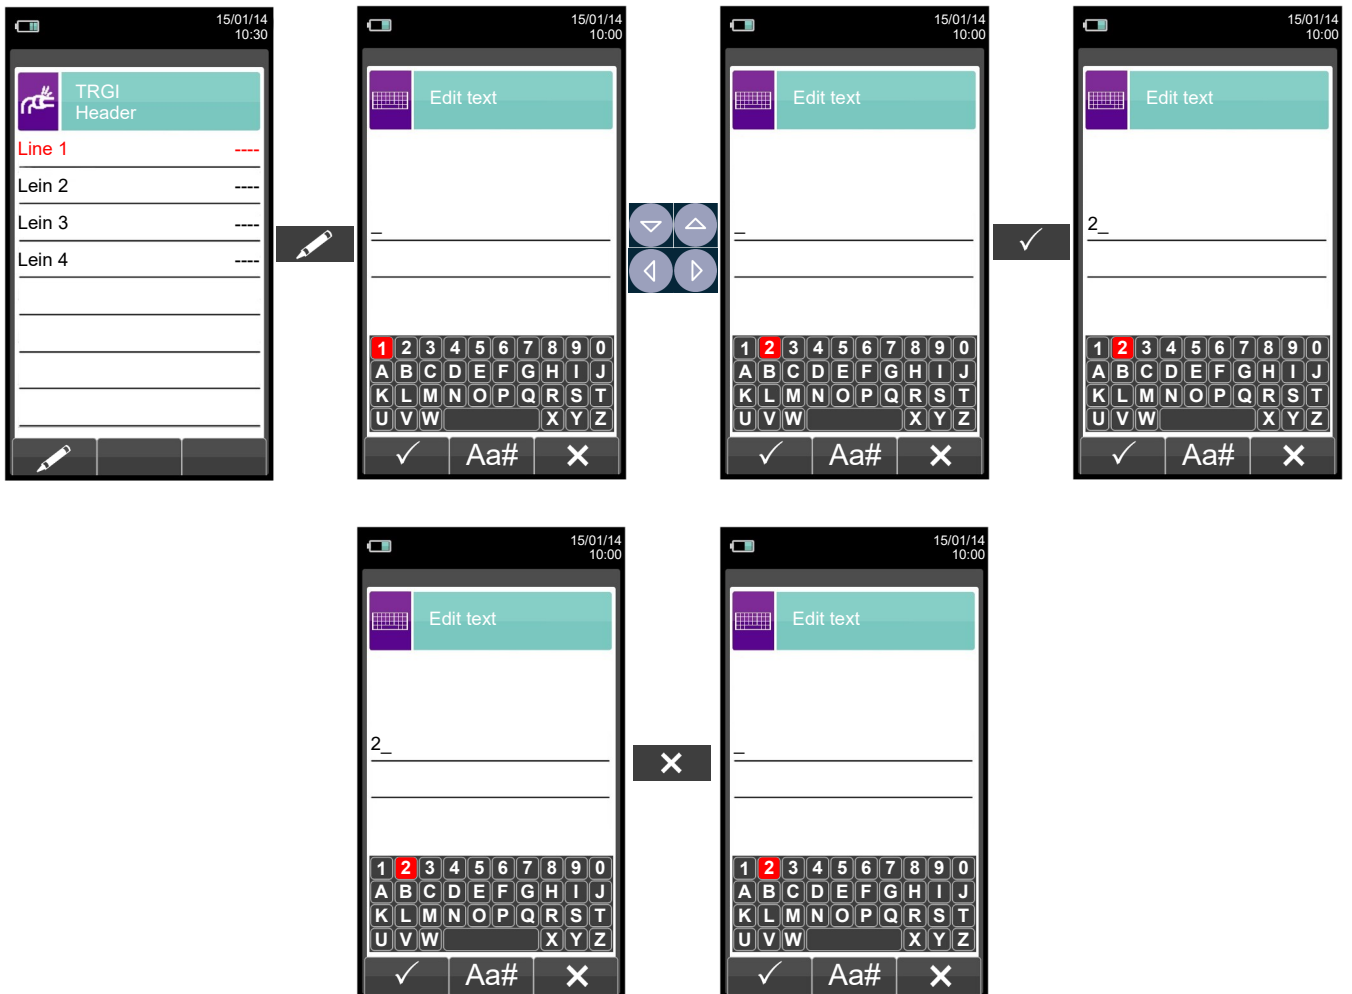 15/01/14
10:30
TRGI
Header
Line 1 ----
Lein 2 ----
Lein 3 ----
Lein 4 ----
15/01/14
10:00
Edit text
_
1 2 3 4 5 6 7 8 9 0
A B C D E F G H I J
K L M N O P Q R S T
U V W X Y Z
Aa#
15/01/14
10:00
Edit text
_
1 2 3 4 5 6 7 8 9 0
A B C D E F G H I J
K L M N O P Q R S T
U V W X Y Z
Aa#
15/01/14
10:00
Edit text
2_
1 2 3 4 5 6 7 8 9 0
A B C D E F G H I J
K L M N O P Q R S T
U V W X Y Z
Aa#
15/01/14
10:00
Edit text
2_
1 2 3 4 5 6 7 8 9 0
A B C D E F G H I J
K L M N O P Q R S T
U V W X Y Z
Aa#
15/01/14
10:00
Edit text
_
1 2 3 4 5 6 7 8 9 0
A B C D E F G H I J
K L M N O P Q R S T
U V W X Y Z
Aa#